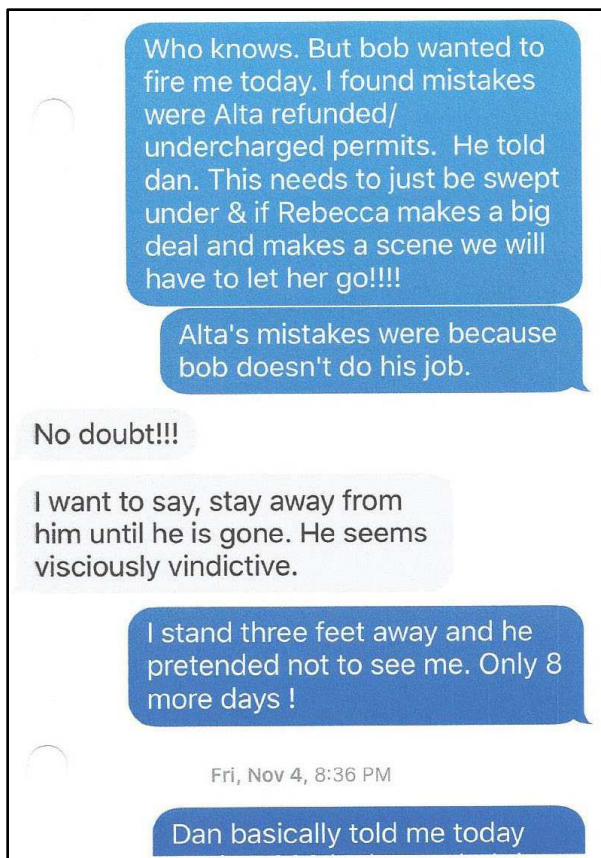 Who knows. But bob wanted to
fire me today. I found mistakes
were Alta refunded/
undercharged permits. He told
dan. This needs to just be swept
under & if Rebecca makes a big
deal and makes a scene we will
have to let her go!!!!
Alta's mistakes were because
bob doesn't do his job.
No doubt!!!
I want to say, stay away from
him until he is gone. He seems
visciously vindictive.
I stand three feet away and he
pretended not to see me. Only 8
more days !
Fri, Nov 4, 8:36 PM
Dan basically told me today